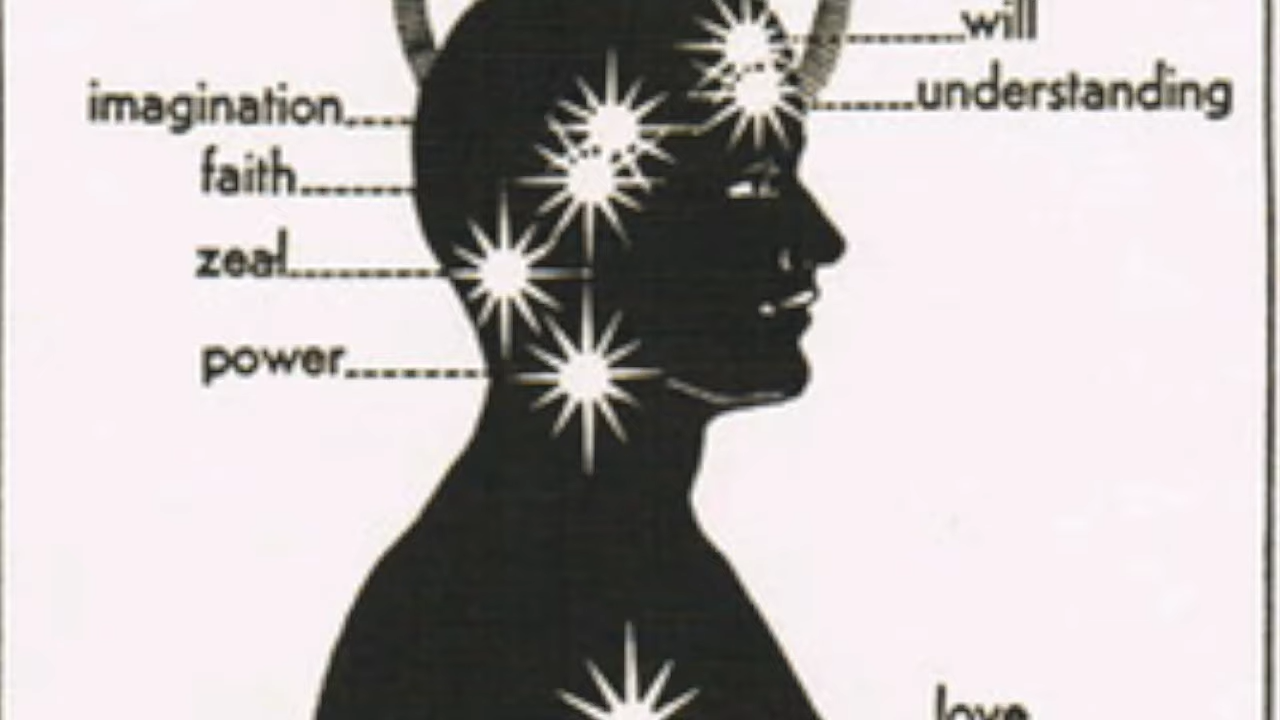 will
understanding
imagination
faith
zeal
power
love